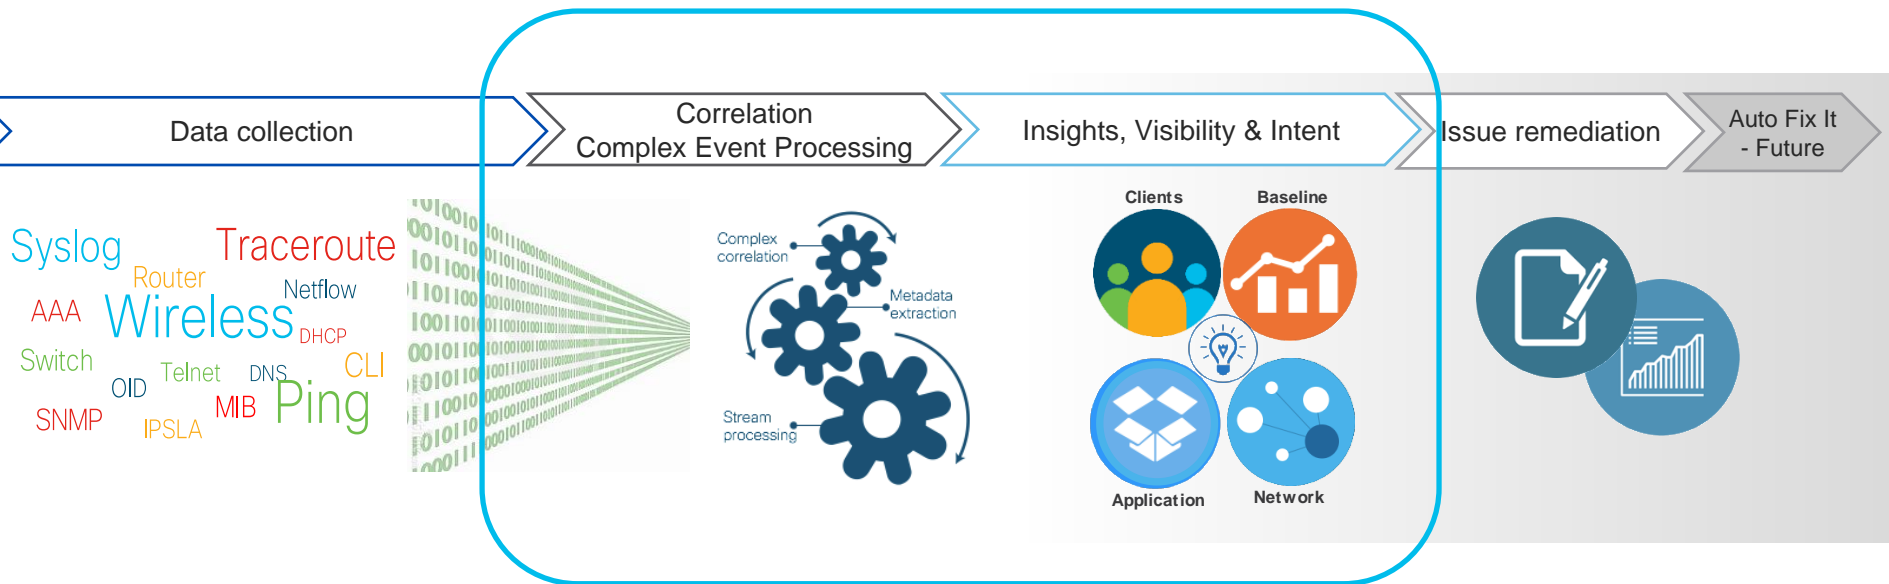 Data collection
Correlation
Complex Event Processing
Insights, Visibility & Intent
Issue remediation
Auto Fix It
- Future
Syslog
Traceroute
Router
Netflow
AAA
Wireless
DHCP
Switch
Telnet
DNS
CLI
OID
SNMP
IPSLA
MIB
Ping
Complex
correlation
Metadata
extraction
Stream
processing
Clients
Baseline
Application
Network